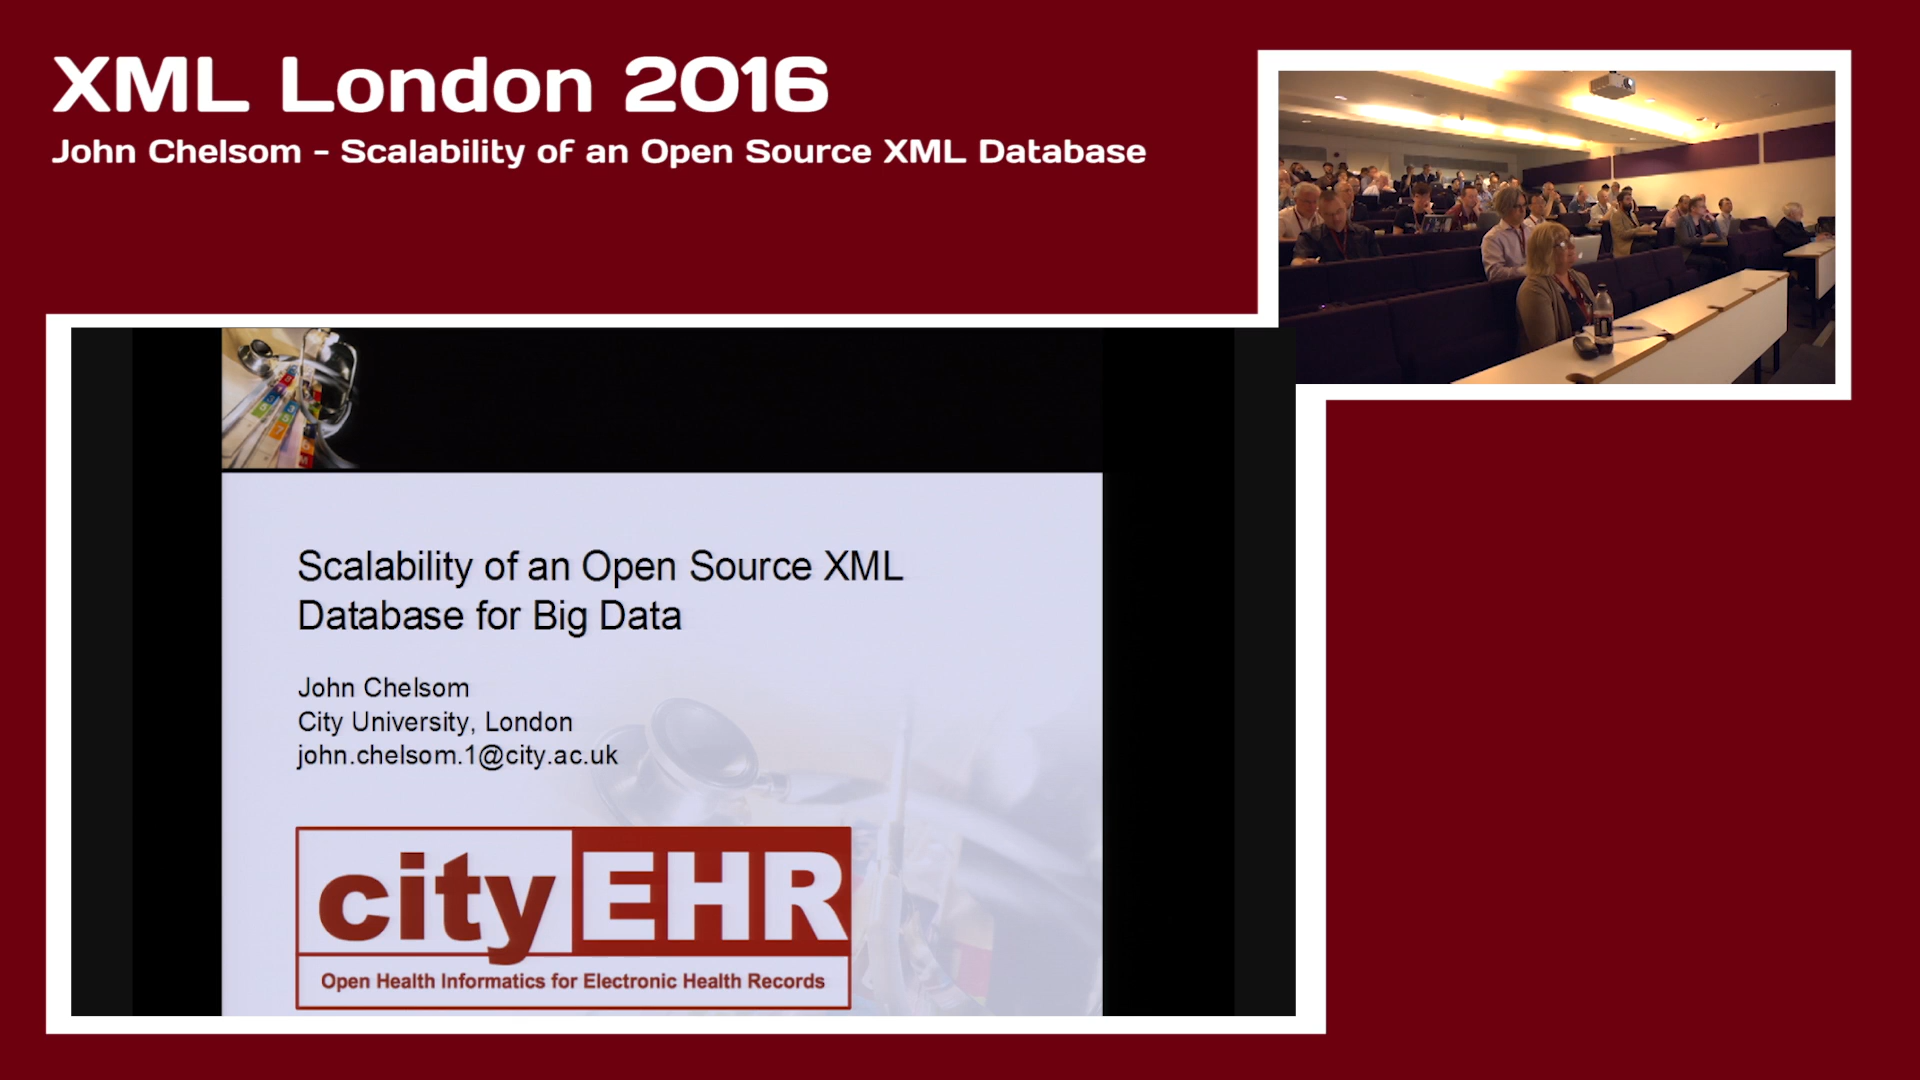 XML London 2016
John Chelsom - Scalability of an Open Source XML Database
Scalability of an Open Source XML
Database for Big Data
John Chelsom
City University, London
john.chelsom.1@city.ac.uk
city EHR
Open Health Informatics for Electronic Health Records